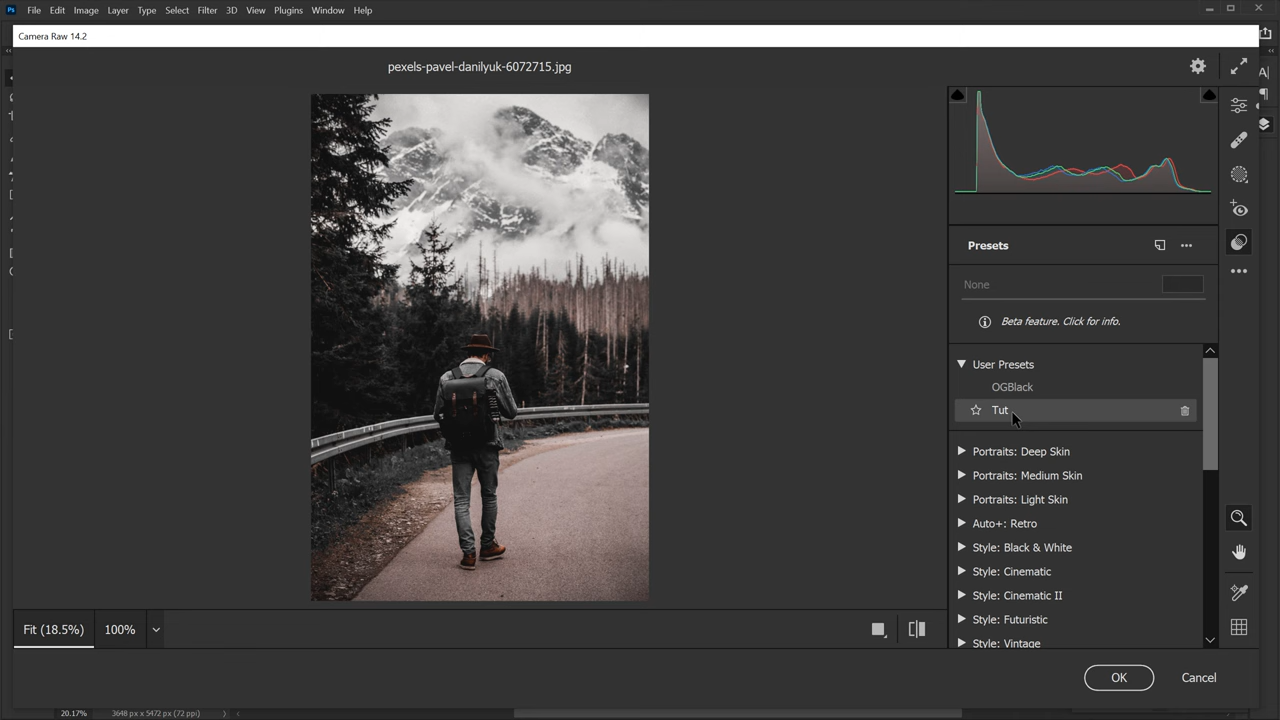 Ps File Edit Image Layer Type Select Filter 3D View Plugins Window Help
Camera Raw 14.2
pexels-pavel-danilyuk-6072715.jpg
Presets
None
Beta feature. Click for info.
User Presets
OGBlack
Tut
Portraits: Deep Skin
Portraits: Medium Skin
Portraits: Light Skin
Auto+: Retro
Style: Black & White
Style: Cinematic
Style: Cinematic II
Style: Futuristic
Style: Vintage
Fit (18.5%) 100%
OK Cancel
20.17% 3648 px x 5472 px (72 ppi)